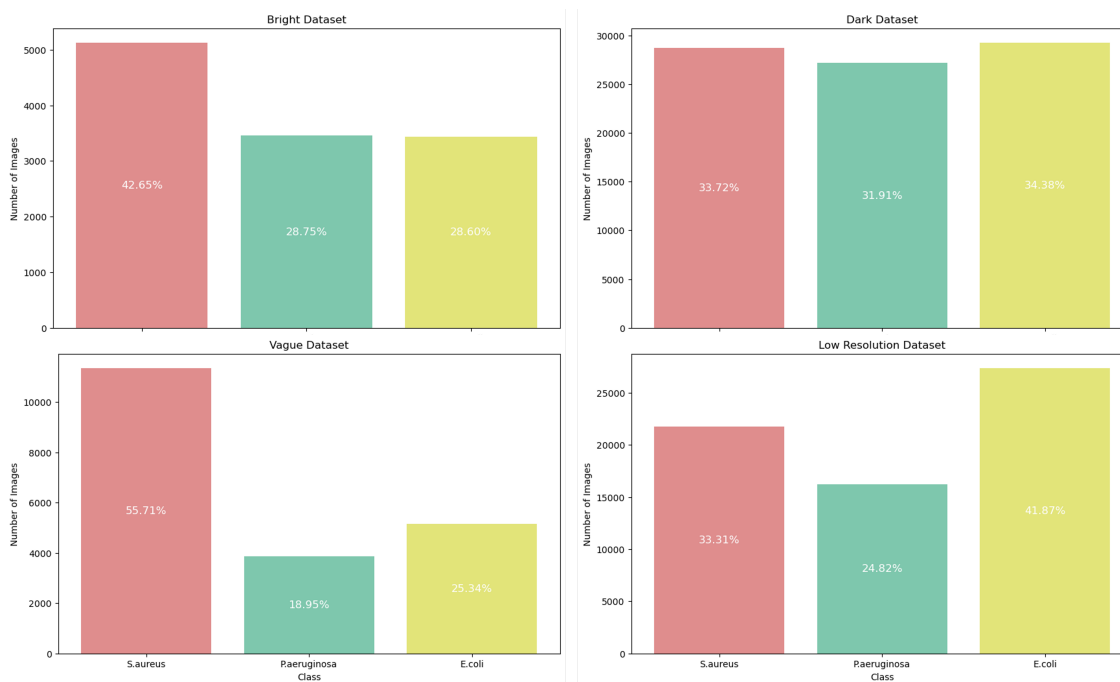 Bright Dataset
Number of Images
5000
4000
3000
2000
1000
0
42.65%
28.75%
28.60%
Dark Dataset
Number of Images
30000
25000
20000
15000
10000
5000
0
33.72%
31.91%
34.38%
Vague Dataset
Number of Images
10000
8000
6000
4000
2000
0
55.71%
18.95%
25.34%
S.aureus
P.aeruginosa
E.coli
Class
Low Resolution Dataset
Number of Images
25000
20000
15000
10000
5000
0
33.31%
24.82%
41.87%
S.aureus
P.aeruginosa
E.coli
Class